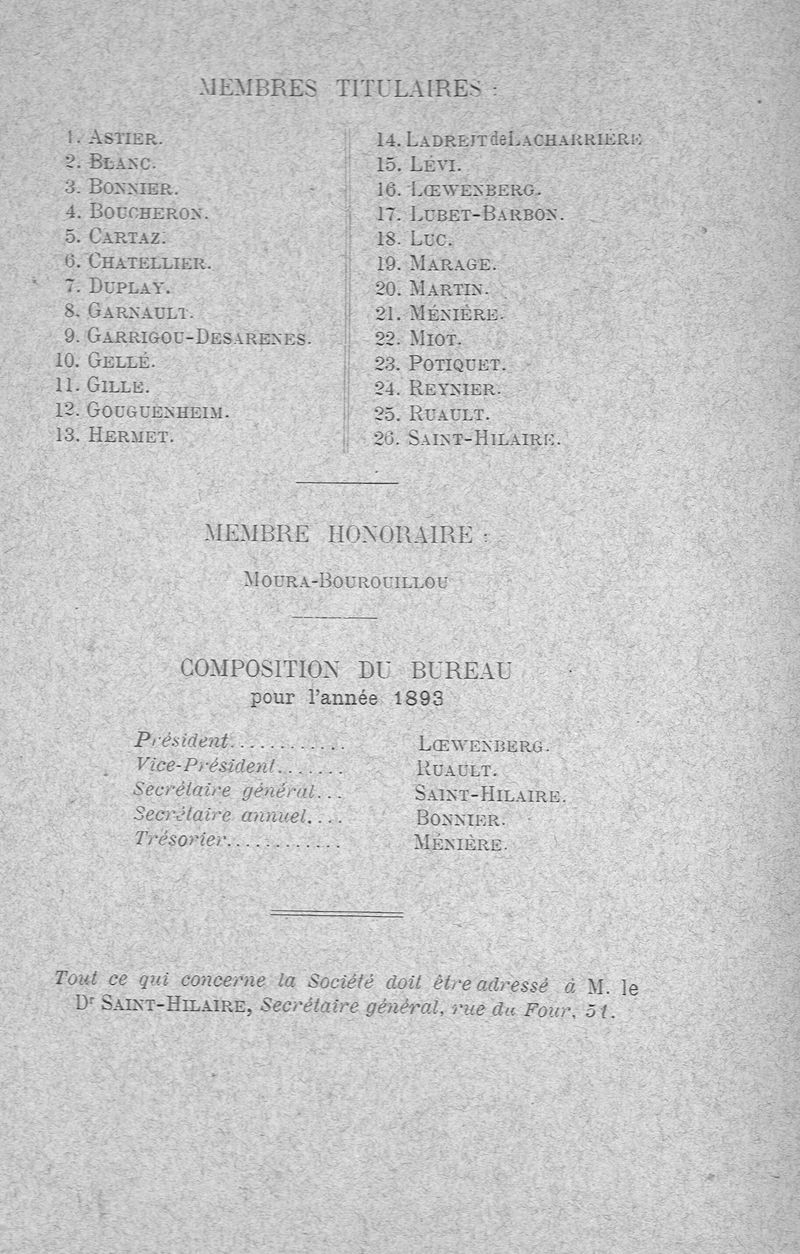 MEMBRES TITULAIRES :
1. ASTIER.
2. BLANC.
3. BONNIER.
4. BOUCHERON.
5. CARTAZ.
6. CHATELLIER.
7. DUPLAY.
8. GARNAULT.
9. GARRIGOU-DESARENES.
10. GELLÉ.
11. GILLE.
12. GOUGUENHEIM.
13. HERMET.
14. LADREIT de LACHARRIÈRE
15. LÉVI.
16. LŒWENBERG.
17. LUBET-BARBON.
18. LUC.
19. MARAGE.
20. MARTIN.
21. MÉNIÈRE.
22. MIOT.
23. POTIQUET.
24. REYNIER.
25. RUAULT.
26. SAINT-HILAIRE.
MEMBRE HONORAIRE :
MOURA-BOUROUILLOU
COMPOSITION DU BUREAU
pour l'année 1893
Président............ LŒWENBERG.
Vice-Président....... RUAULT.
Secrétaire général... SAINT-HILAIRE.
Secrétaire annuel.... BONNIER.
Trésorier............ MÉNIÈRE.
Tout ce qui concerne la Société doit être adressé à M. le
Dr SAINT-HILAIRE, Secrétaire général, rue du Four, 51.